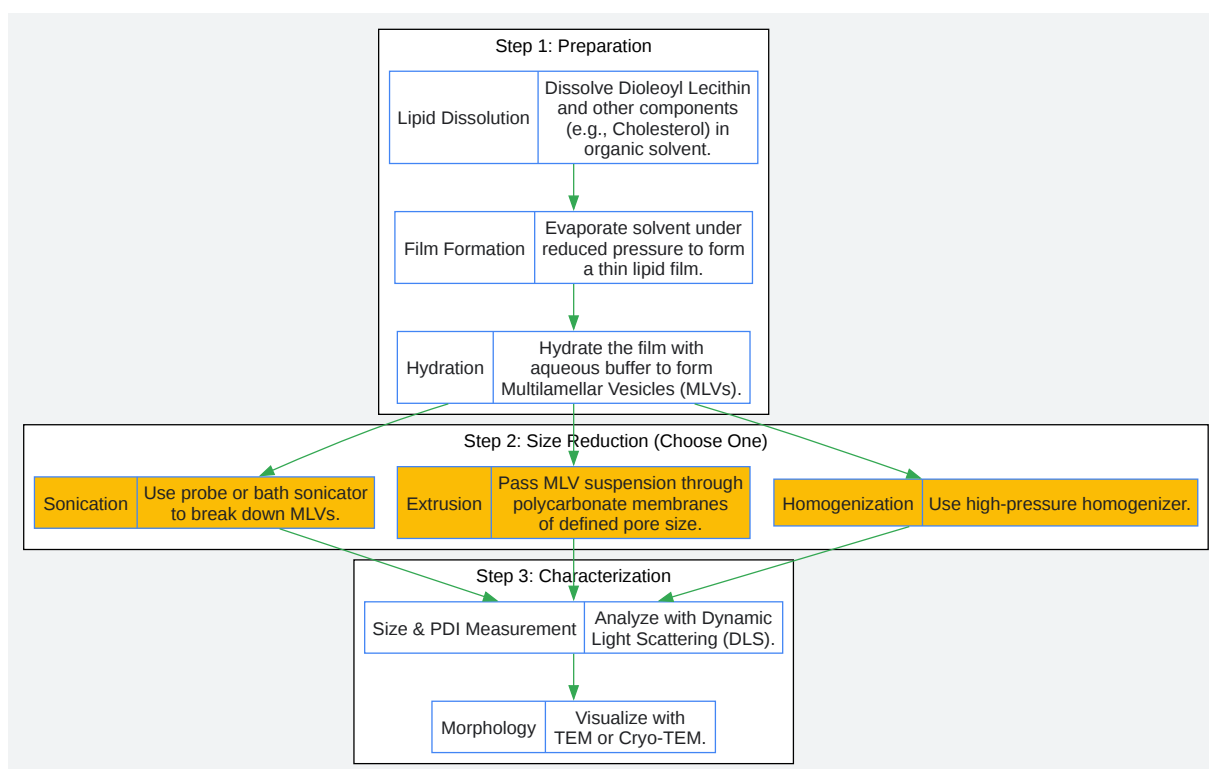 Step 1: Preparation
Lipid Dissolution
Dissolve Dioleoyl Lecithin
and other components
(e.g., Cholesterol) in
organic solvent.
Film Formation
Evaporate solvent under
reduced pressure to form
a thin lipid film.
Hydration
Hydrate the film with
aqueous buffer to form
Multilamellar Vesicles (MLVs).
Step 2: Size Reduction (Choose One)
Sonication
Use probe or bath sonicator
to break down MLVs.
Extrusion
Pass MLV suspension through
polycarbonate membranes
of defined pore size.
Homogenization
Use high-pressure homogenizer.
Step 3: Characterization
Size & PDI Measurement
Analyze with Dynamic
Light Scattering (DLS).
Morphology
Visualize with
TEM or Cryo-TEM.